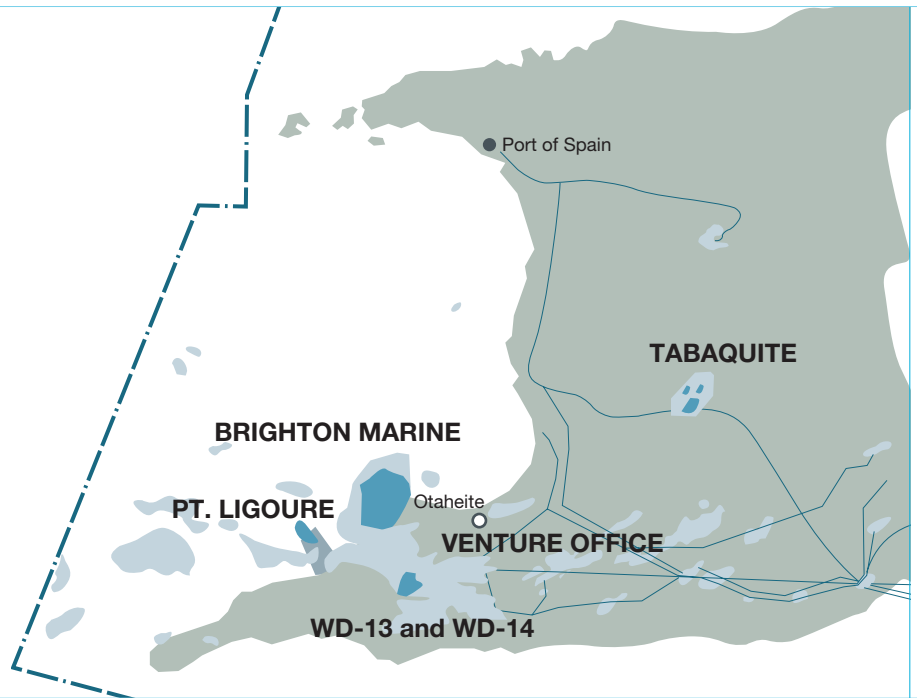 Port of Spain
TABAQUITE
BRIGHTON MARINE
Otaheite
PT. LIGOURE
VENTURE OFFICE
WD-13 and WD-14